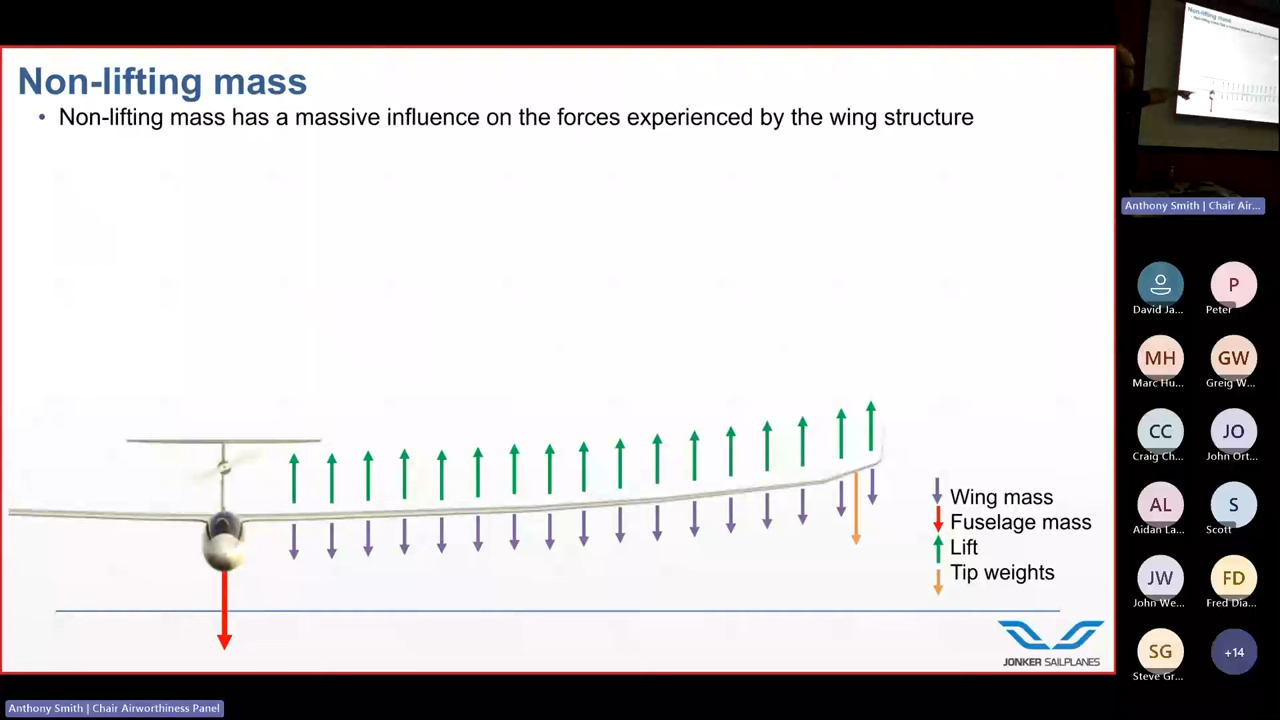 Non-lifting mass
• Non-lifting mass has a massive influence on the forces experienced by the wing structure
Wing mass
Fuselage mass
Lift
Tip weights
JONKER SAILPLANES
Non-lifting mass
Anthony Smith | Chair Air...
David Ja...
P
Peter
MH
Marc Hu...
GW
Greig W...
CC
Craig Ch...
JO
John Ort...
AL
Aidan La...
S
Scott
JW
John We...
FD
Fred Dia...
SG
Steve Gr...
+14
Anthony Smith | Chair Airworthiness Panel